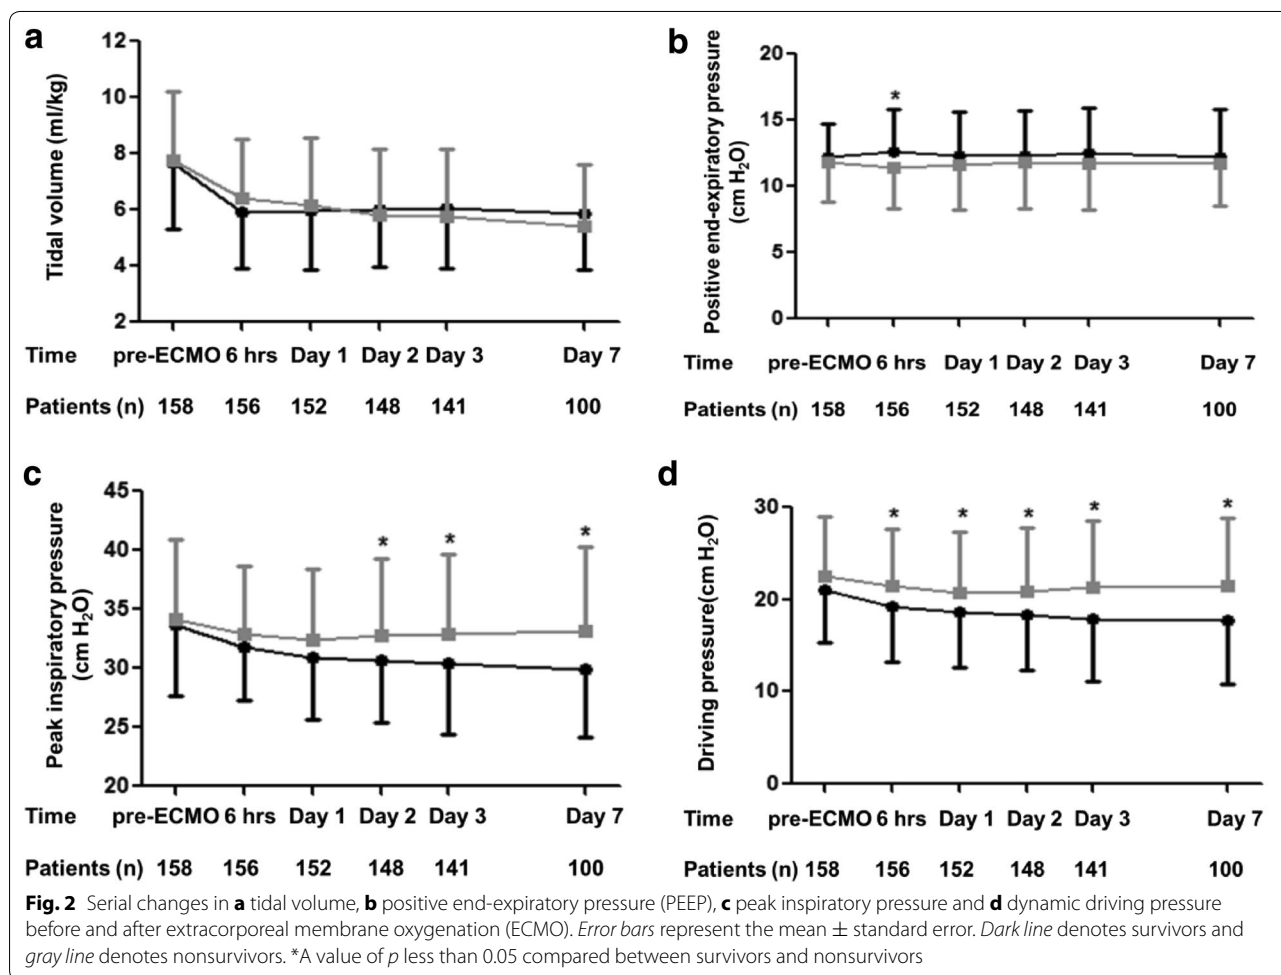 a
12
10
8
6
4
2
Tidal volume (ml/kg)
Time pre-ECMO 6 hrs Day 1 Day 2 Day 3 Day 7
Patients (n) 158 156 152 148 141 100
b
20
15
10
5
0
Positive end-expiratory pressure
(cm H₂O)
*
Time pre-ECMO 6 hrs Day 1 Day 2 Day 3 Day 7
Patients (n) 158 156 152 148 141 100
c
45
40
35
30
25
20
Peak inspiratory pressure
(cm H₂O)
* * *
Time pre-ECMO 6 hrs Day 1 Day 2 Day 3 Day 7
Patients (n) 158 156 152 148 141 100
d
30
20
10
0
Driving pressure(cm H₂O)
* * * * *
Time pre-ECMO 6 hrs Day 1 Day 2 Day 3 Day 7
Patients (n) 158 156 152 148 141 100
Fig. 2 Serial changes in a tidal volume, b positive end-expiratory pressure (PEEP), c peak inspiratory pressure and d dynamic driving pressure
before and after extracorporeal membrane oxygenation (ECMO). Error bars represent the mean ± standard error. Dark line denotes survivors and
gray line denotes nonsurvivors. *A value of p less than 0.05 compared between survivors and nonsurvivors